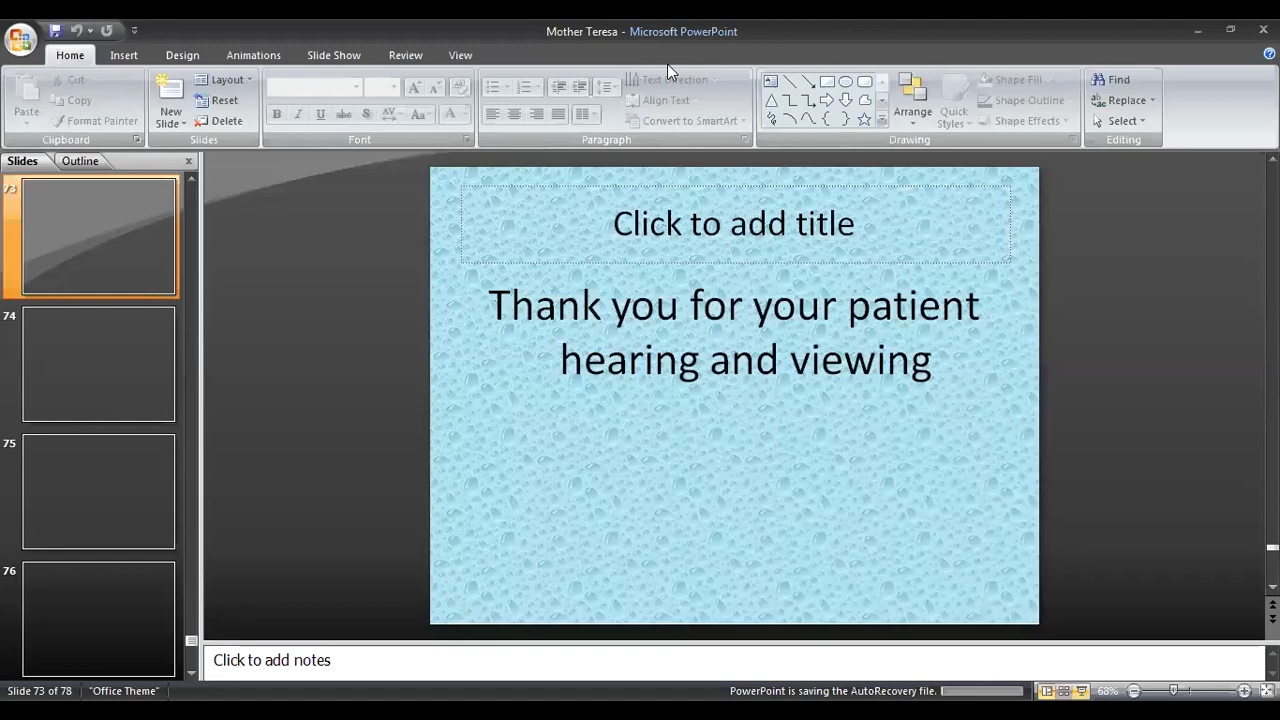 Mother Teresa - Microsoft PowerPoint
Home Insert Design Animations Slide Show Review View
Paste
Cut
Copy
Format Painter
Clipboard
New Slide
Layout
Reset
Delete
Slides
B I U abe S AV Aa A
Font
Text Direction
Align Text
Convert to SmartArt
Paragraph
Arrange
Quick Styles
Shape Fill
Shape Outline
Shape Effects
Drawing
Find
Replace
Select
Editing
Slides Outline
73
74
75
76
Click to add title
Thank you for your patient
hearing and viewing
Click to add notes
Slide 73 of 78 "Office Theme" PowerPoint is saving the AutoRecovery file. 68%